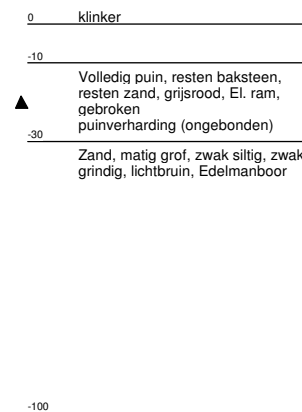 0 klinker
-10
Volledig puin, resten baksteen,
resten zand, grijsrood, El. ram,
gebroken
puinverharding (ongebonden)
-30
Zand, matig grof, zwak siltig, zwak
grindig, lichtbruin, Edelmanboor
-100